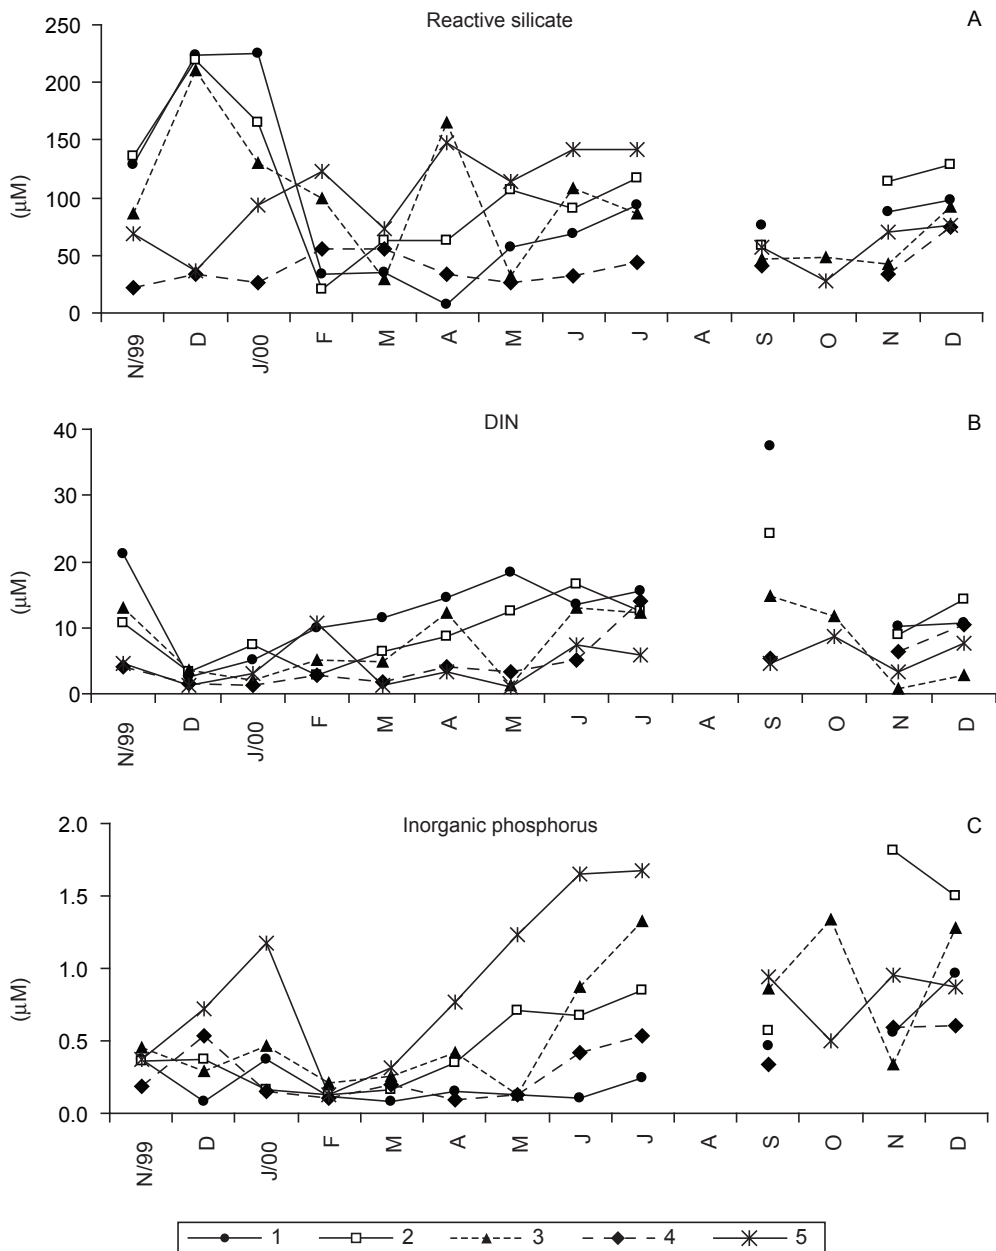 Reactive silicate
A
250
200
150
100
50
0
(μM)
N/99 D J/00 F M A M J J A S O N D
DIN
B
40
30
20
10
0
(μM)
N/99 D J/00 F M A M J J A S O N D
Inorganic phosphorus
C
2.0
1.5
1.0
0.5
0.0
(μM)
N/99 D J/00 F M A M J J A S O N D
1 2 3 4 5